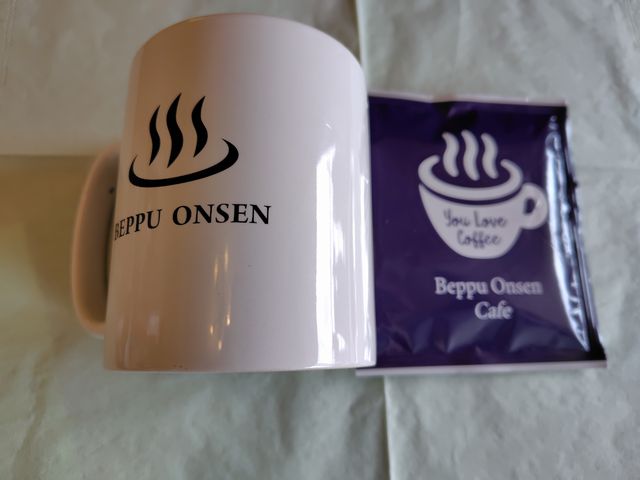 BEPPU ONSEN
You Love
Coffee
Beppu Onsen
Cafe